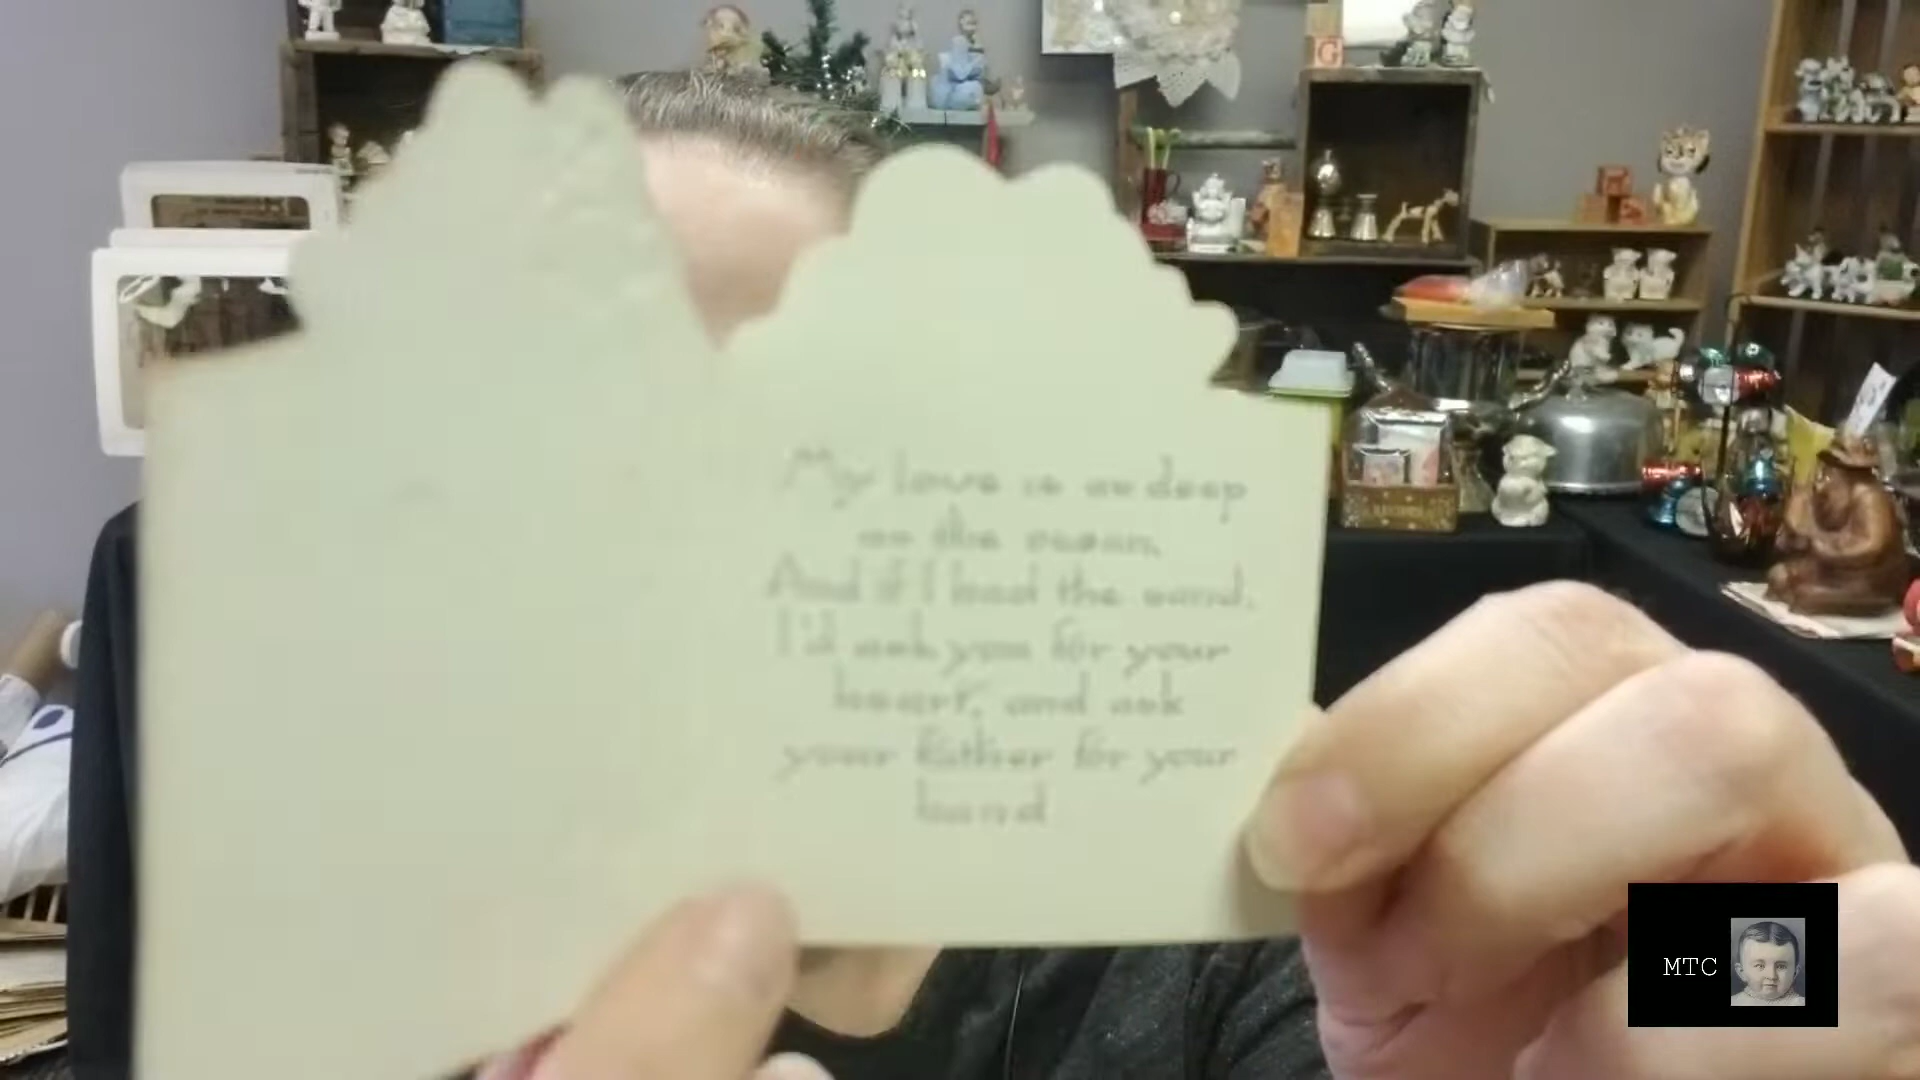 My love is as deep
as the ocean,
And if I had the sand,
I'd ask you for your
heart, and ask
your Father for your
hand
MTC
G